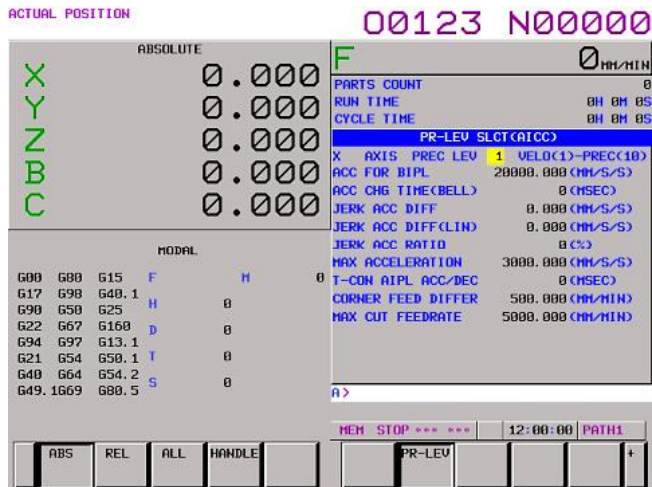 ACTUAL POSITION O0123 N00000
ABSOLUTE
X 0.000
Y 0.000
Z 0.000
B 0.000
C 0.000
F 0 MM/MIN
PARTS COUNT 0
RUN TIME 0H 0M 0S
CYCLE TIME 0H 0M 0S
PR-LEV SLCT(AICC)
X AXIS PREC LEV 1 VELO(1)-PREC(10)
ACC FOR BIPL 20000.000(MM/S/S)
ACC CHG TIME(BELL) 0(MSEC)
JERK ACC DIFF 0.000(MM/S/S)
JERK ACC DIFF(LIN) 0.000(MM/S/S)
JERK ACC RATIO 0(%)
MAX ACCELERATION 3000.000(MM/S/S)
T-CON AIPL ACC/DEC 0(MSEC)
CORNER FEED DIFFER 500.000(MM/MIN)
MAX CUT FEEDRATE 5000.000(MM/MIN)
MODAL
G00 G80 G15 F M 0
G17 G98 G40.1
G90 G50 G25 H 0
G22 G67 G160
G94 G97 G13.1 D 0
G21 G54 G50.1 T 0
G40 G64 G54.2
G49.1 G69 G80.5 S 0
A>
MEM STOP *** *** 12:00:00 PATH1
ABS REL ALL HANDLE PR-LEV +